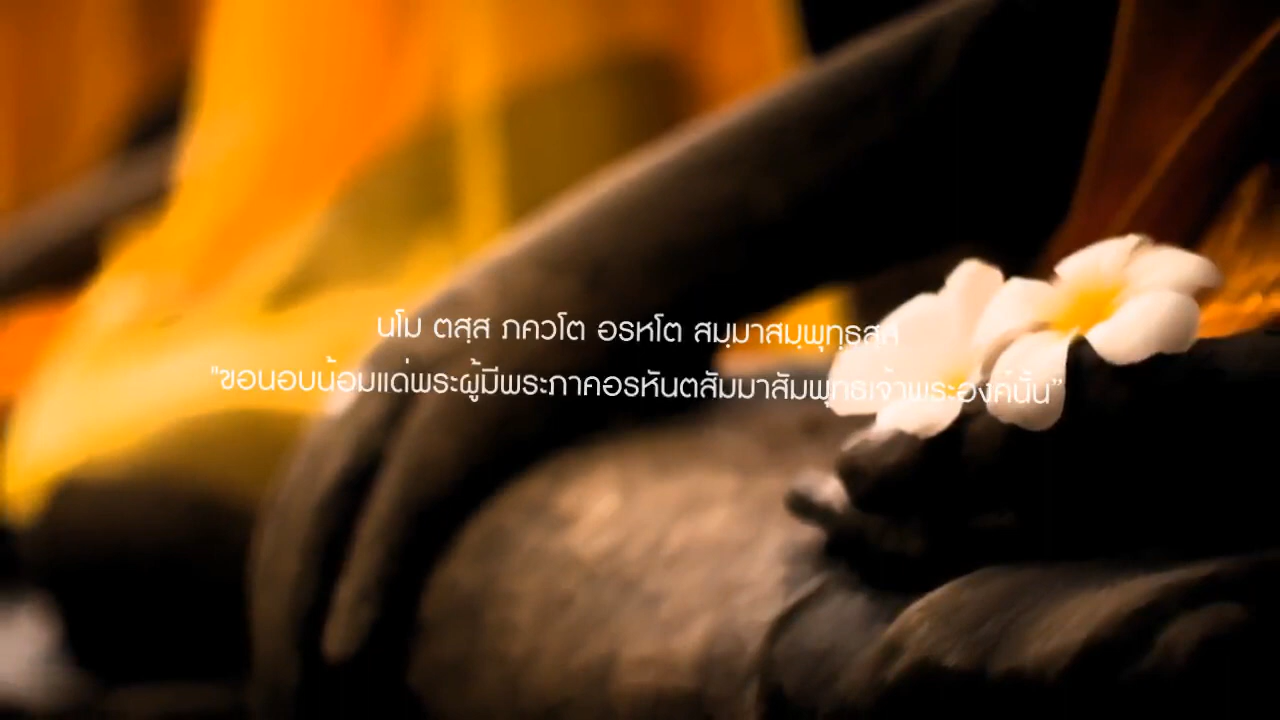 นโม ตสฺส ภควโต อรหโต สมฺมาสมฺพุทฺธสฺส
"ขอนอบน้อมแด่พระผู้มีพระภาคอรหันตสัมมาสัมพุทธเจ้าพระองค์นั้น”